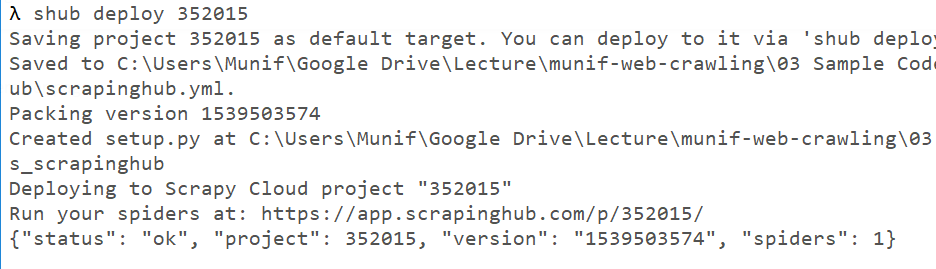 λ shub deploy 352015
Saving project 352015 as default target. You can deploy to it via 'shub deploy
Saved to C:\Users\Munif\Google Drive\Lecture\munif-web-crawling\03 Sample Code
ub\scrapinghub.yml.
Packing version 1539503574
Created setup.py at C:\Users\Munif\Google Drive\Lecture\munif-web-crawling\03
s_scrapinghub
Deploying to Scrapy Cloud project "352015"
Run your spiders at: https://app.scrapinghub.com/p/352015/
{"status": "ok", "project": 352015, "version": "1539503574", "spiders": 1}